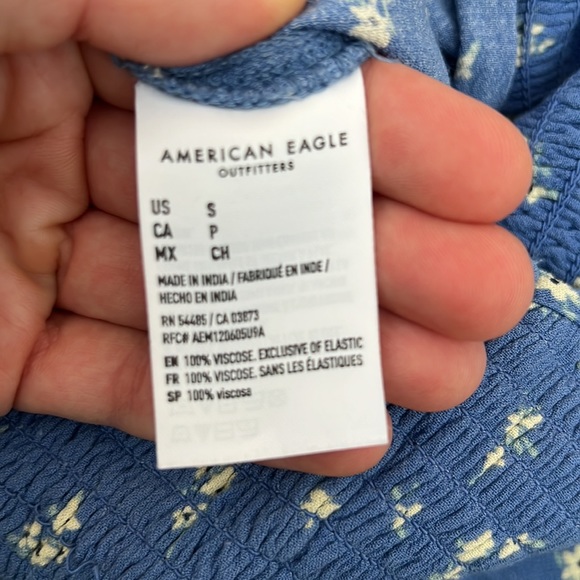 AMERICAN EAGLE
OUTFITTERS
US S
CA P
MX CH
MADE IN INDIA / FABRIQUÉ EN INDE /
HECHO EN INDIA
RN 54485 / CA 03873
RFC# AEM120605U9A
EN 100% VISCOSE. EXCLUSIVE OF ELASTIC
FR 100% VISCOSE. SANS LES ÉLASTIQUES
SP 100% viscosa